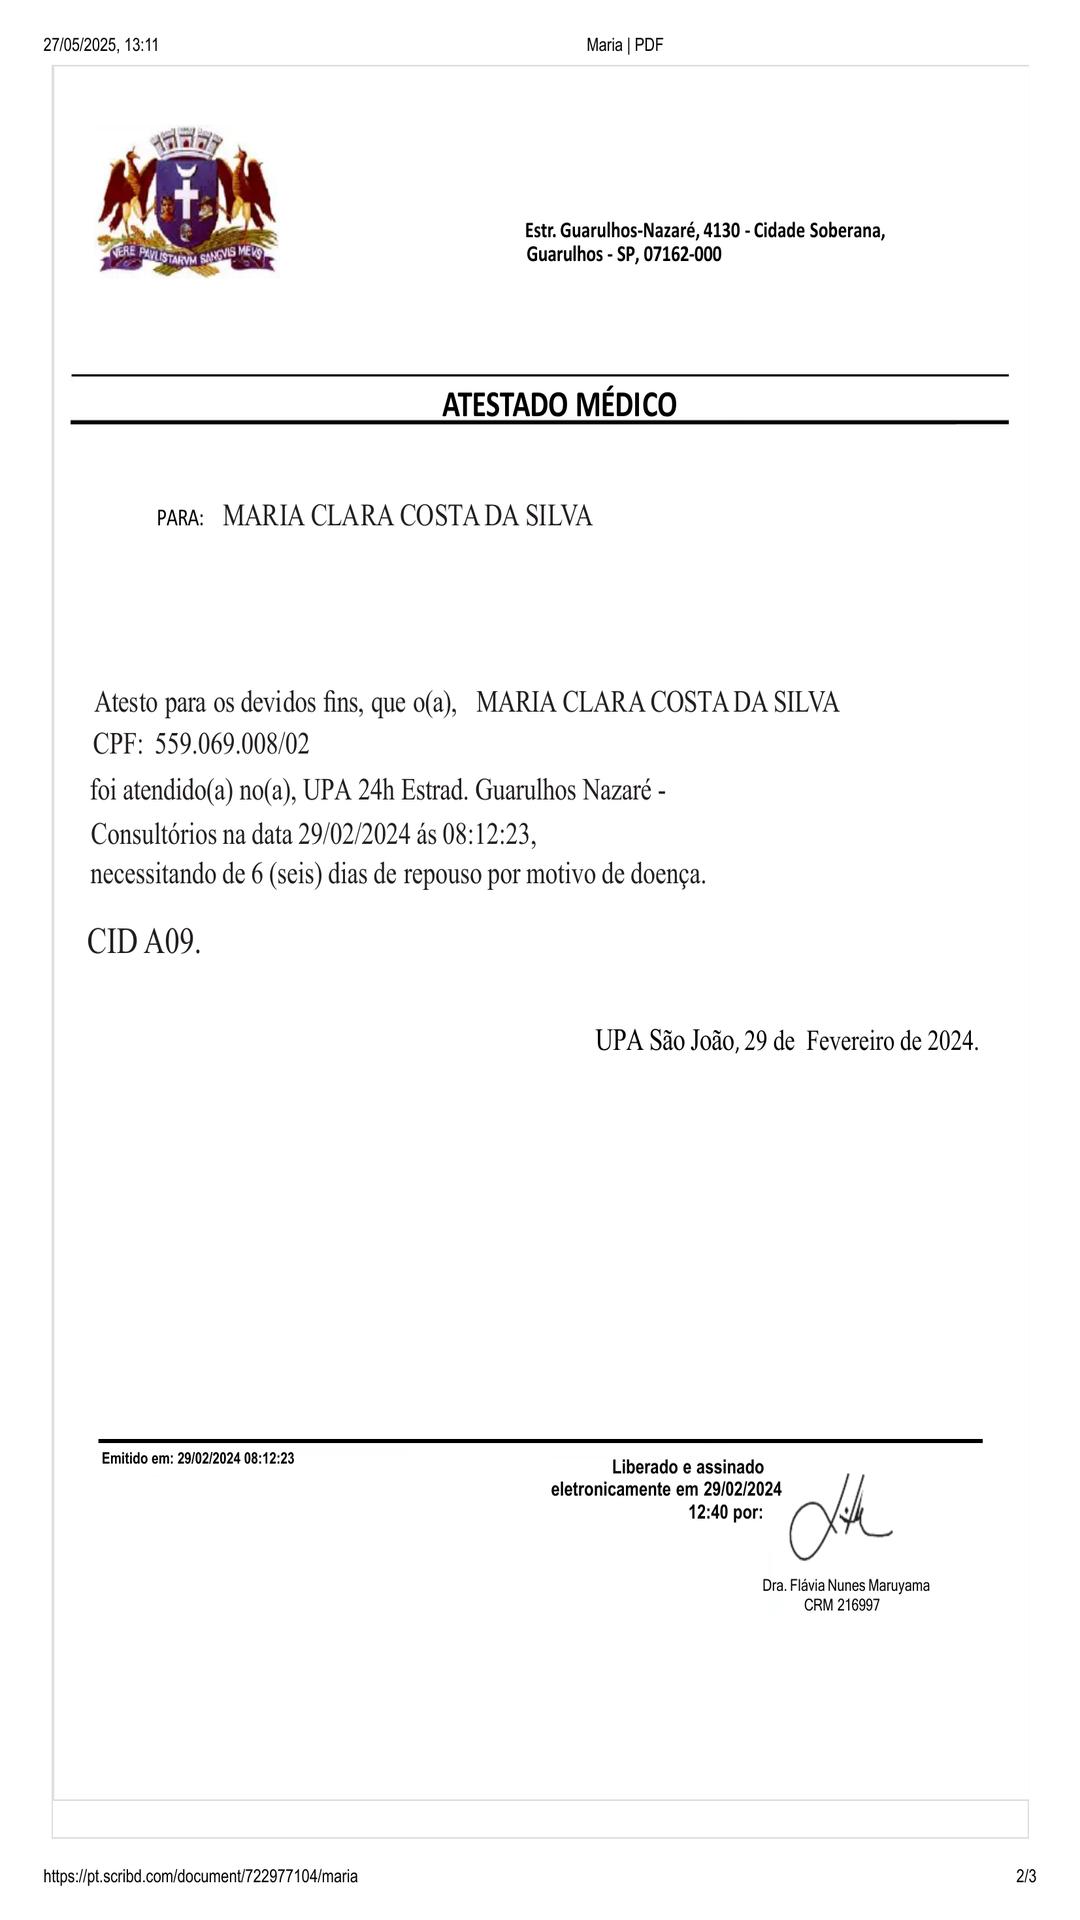 27/05/2025, 13:11 Maria | PDF
VERE PAVLISTARVM SANGVIS MEVS
Estr. Guarulhos-Nazaré, 4130 - Cidade Soberana,
Guarulhos - SP, 07162-000
ATESTADO MÉDICO
PARA: MARIA CLARA COSTA DA SILVA
Atesto para os devidos fins, que o(a), MARIA CLARA COSTA DA SILVA
CPF: 559.069.008/02
foi atendido(a) no(a), UPA 24h Estrad. Guarulhos Nazaré -
Consultórios na data 29/02/2024 ás 08:12:23,
necessitando de 6 (seis) dias de repouso por motivo de doença.
CID A09.
UPA São João, 29 de Fevereiro de 2024.
Emitido em: 29/02/2024 08:12:23
Liberado e assinado
eletronicamente em 29/02/2024
12:40 por:
Dra. Flávia Nunes Maruyama
CRM 216997
https://pt.scribd.com/document/722977104/maria 2/3